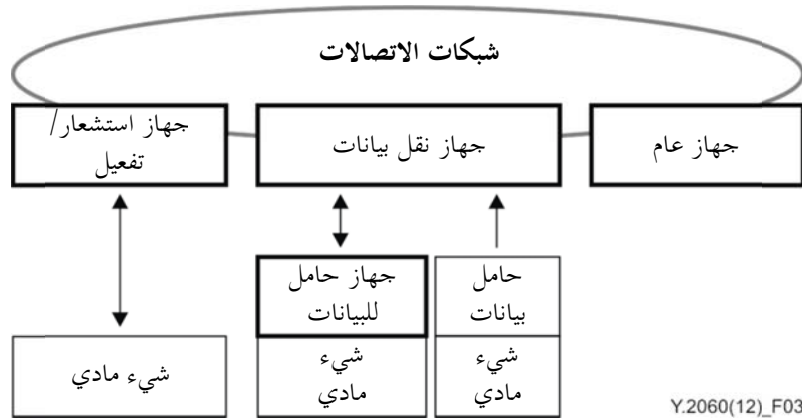 شبكات الاتصالات
جهاز استشعار/
تفعيل
جهاز نقل بيانات
جهاز عام
جهاز حامل
للبيانات
حامل
بيانات
شيء مادي
شيء
مادي
شيء
مادي
Y.2060(12)_F03